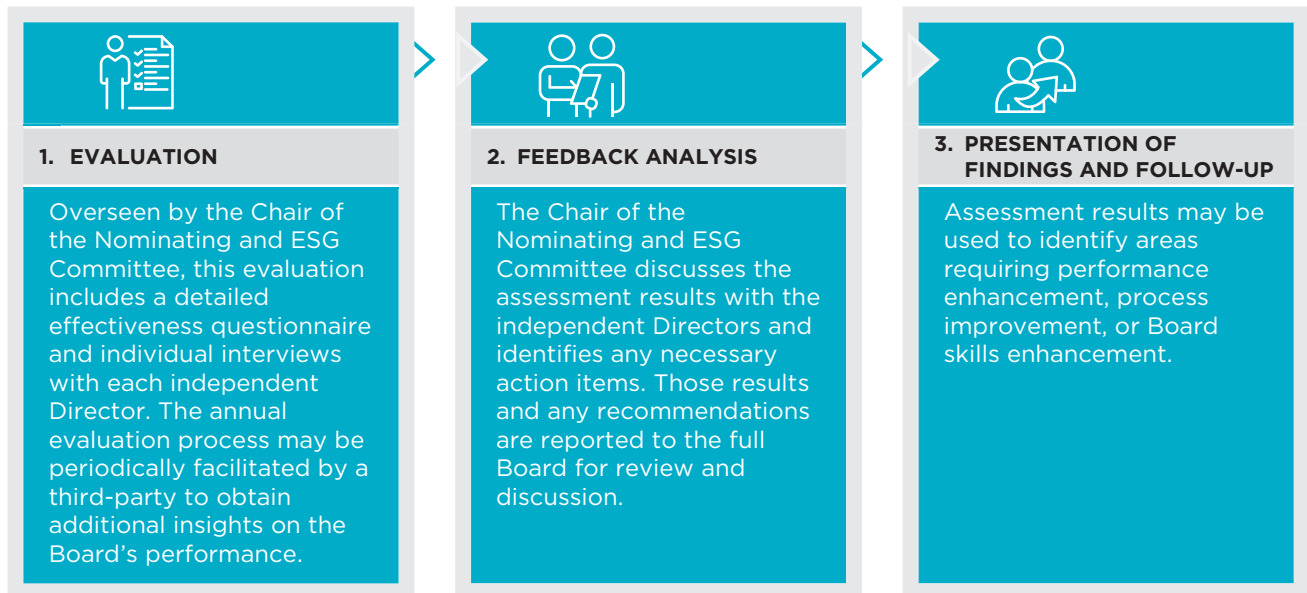 1. EVALUATION
Overseen by the Chair of
the Nominating and ESG
Committee, this evaluation
includes a detailed
effectiveness questionnaire
and individual interviews
with each independent
Director. The annual
evaluation process may be
periodically facilitated by a
third-party to obtain
additional insights on the
Board’s performance.
2. FEEDBACK ANALYSIS
The Chair of the
Nominating and ESG
Committee discusses the
assessment results with the
independent Directors and
identifies any necessary
action items. Those results
and any recommendations
are reported to the full
Board for review and
discussion.
3. PRESENTATION OF
FINDINGS AND FOLLOW-UP
Assessment results may be
used to identify areas
requiring performance
enhancement, process
improvement, or Board
skills enhancement.